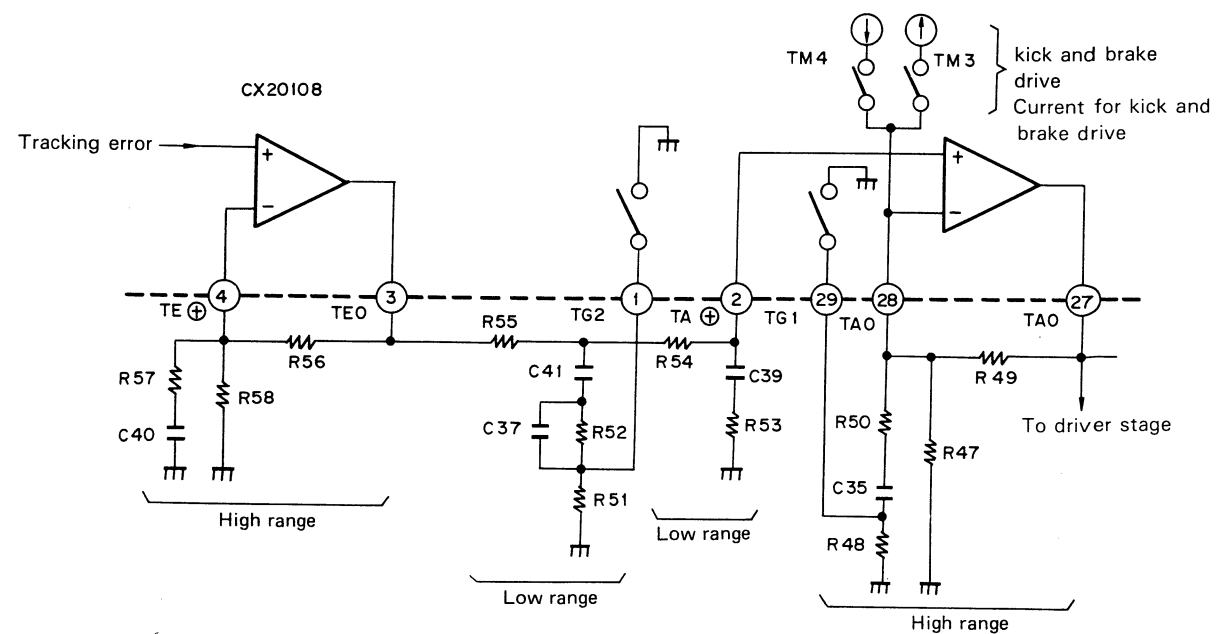 CX20108
Tracking error
+
−
TM4
TM3
kick and brake
drive
Current for kick and
brake drive
+
−
4
3
1
2
29
28
27
TE ⊕
TEO
TG2
TA ⊕
TG1
TAO
TAO
R56
R55
R54
R49
R57
R58
C40
C41
C37
R52
R51
C39
R53
R50
C35
R48
R47
To driver stage
High range
Low range
Low range
High range